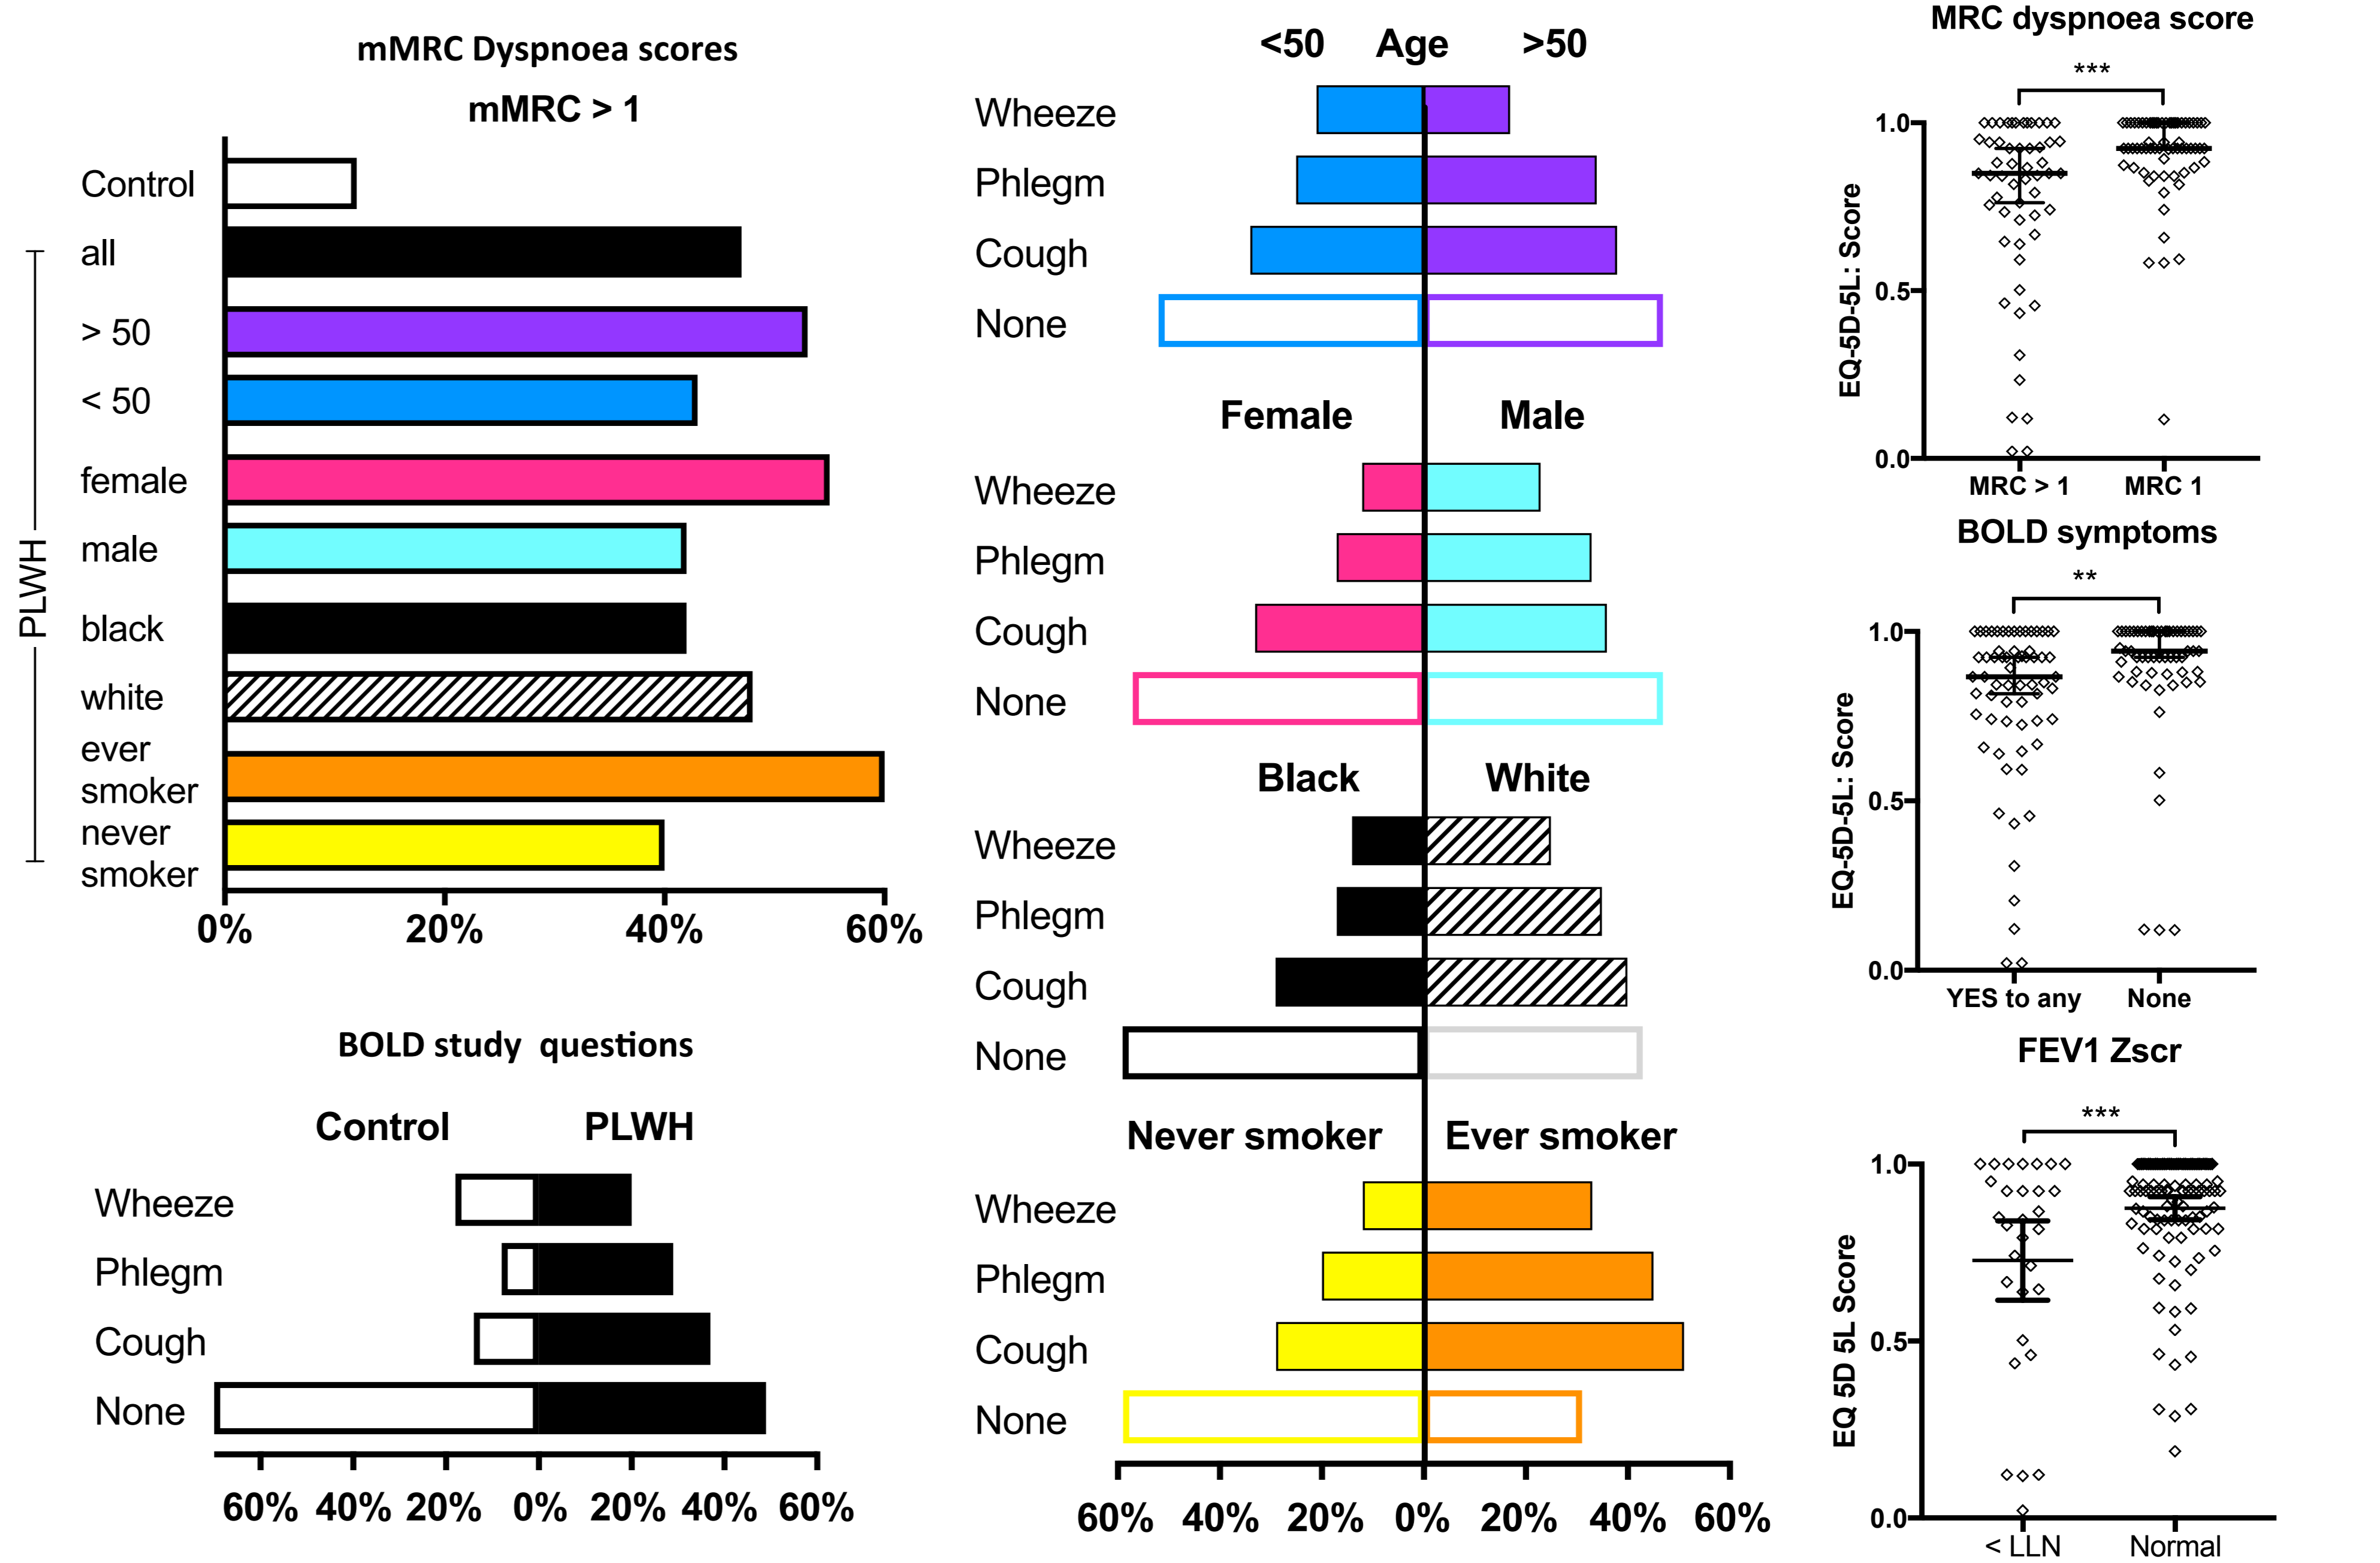 mMRC Dyspnoea scores
mMRC > 1
Control
all
> 50
< 50
female
male
black
white
ever
smoker
never
smoker
PLWH
0% 20% 40% 60%
BOLD study questions
Control PLWH
Wheeze
Phlegm
Cough
None
60% 40% 20% 0% 20% 40% 60%
<50 Age >50
Wheeze
Phlegm
Cough
None
Female Male
Wheeze
Phlegm
Cough
None
Black White
Wheeze
Phlegm
Cough
None
Never smoker Ever smoker
Wheeze
Phlegm
Cough
None
60% 40% 20% 0% 20% 40% 60%
MRC dyspnoea score
***
EQ-5D-5L: Score
1.0
0.5
0.0
MRC > 1 MRC 1
BOLD symptoms
**
EQ-5D-5L: Score
1.0
0.5
0.0
YES to any None
FEV1 Zscr
***
EQ 5D 5L Score
1.0
0.5
0.0
< LLN Normal